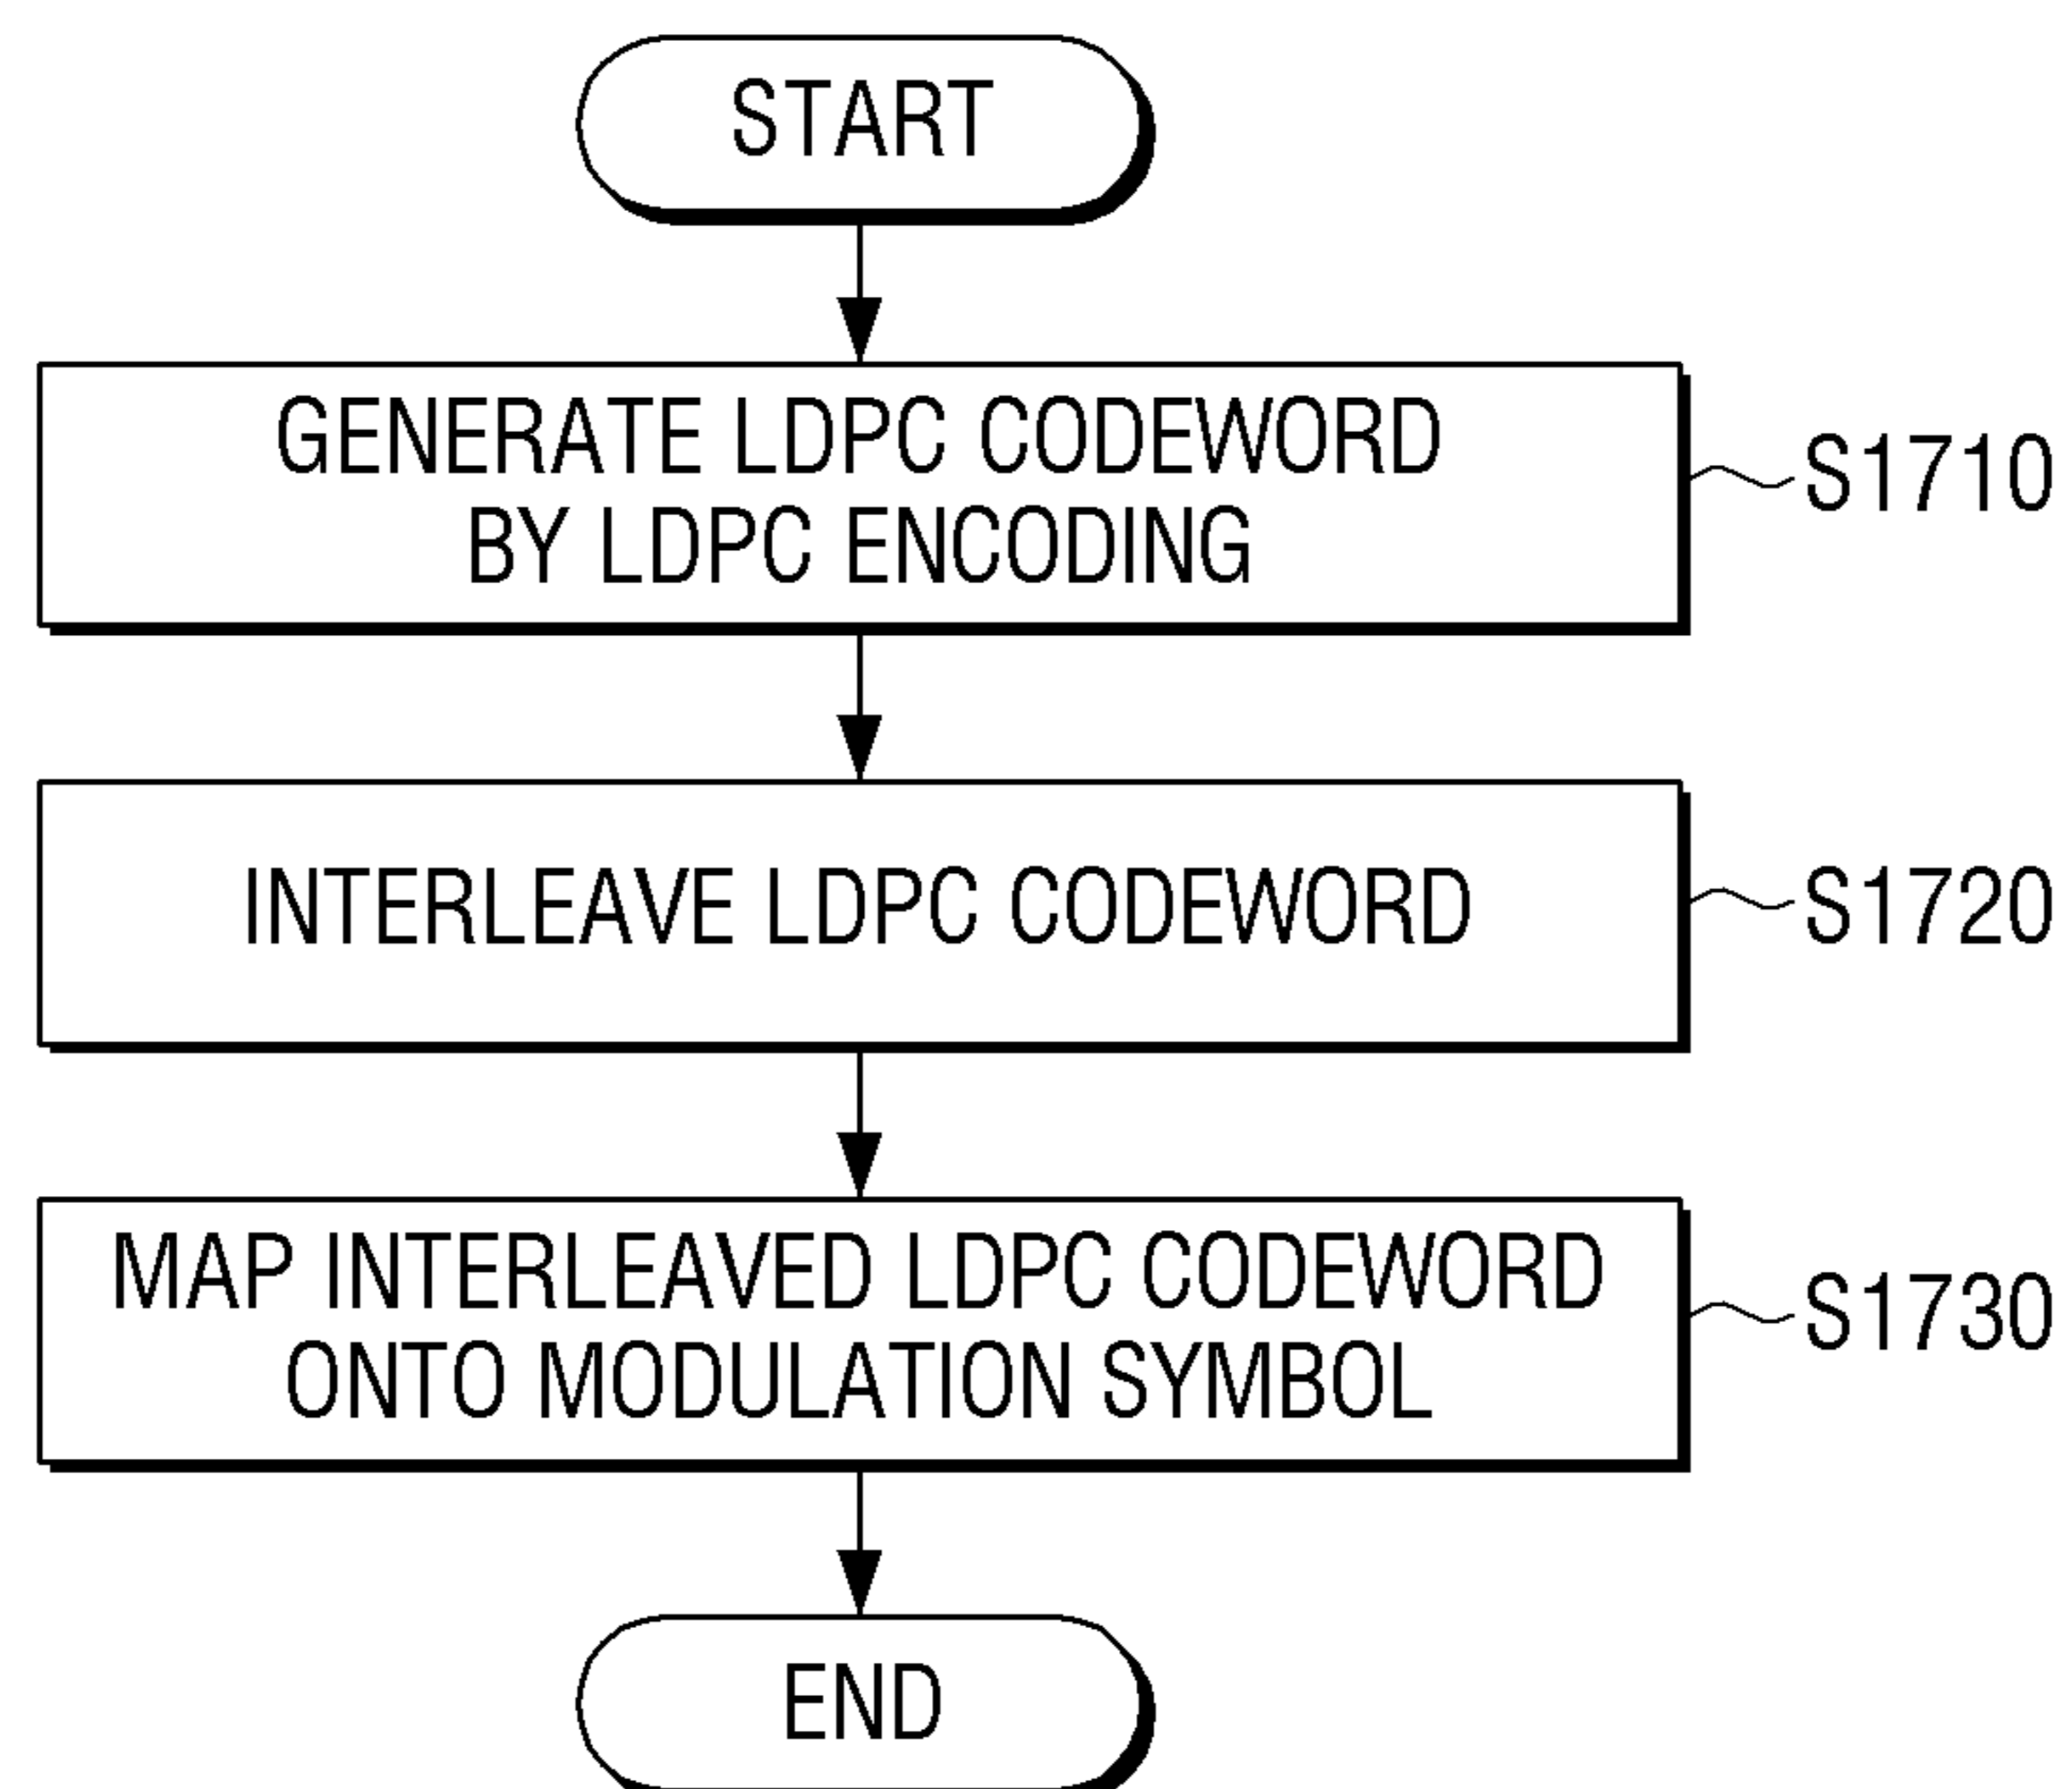 START
GENERATE LDPC CODEWORD
BY LDPC ENCODING
S1710
INTERLEAVE LDPC CODEWORD
S1720
MAP INTERLEAVED LDPC CODEWORD
ONTO MODULATION SYMBOL
S1730
END